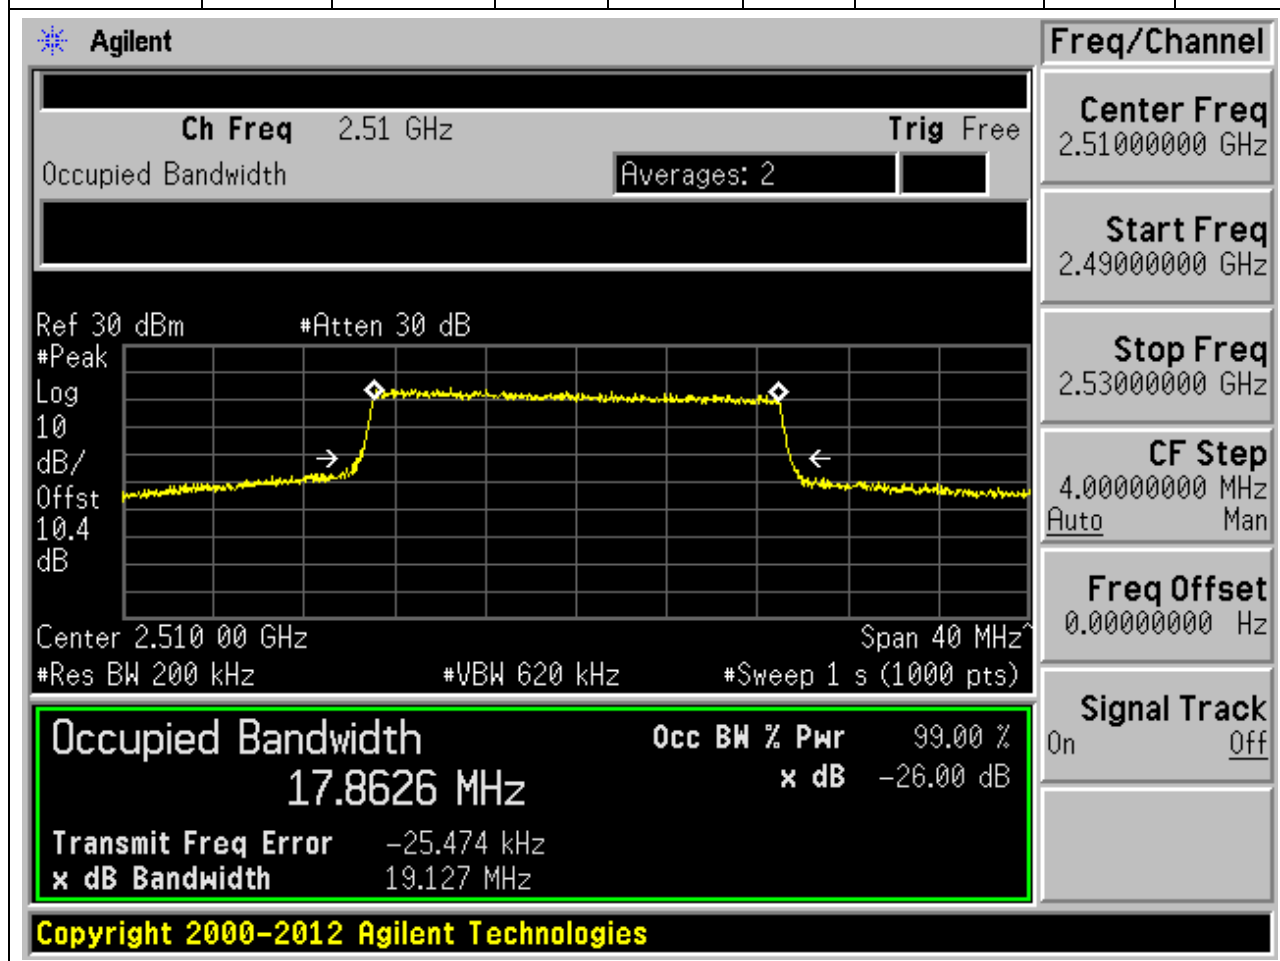 Agilent
Freq/Channel
Ch Freq 2.51 GHz
Trig Free
Occupied Bandwidth
Averages: 2
Center Freq
2.51000000 GHz
Start Freq
2.49000000 GHz
Stop Freq
2.53000000 GHz
CF Step
4.00000000 MHz
Auto Man
Freq Offset
0.00000000 Hz
Signal Track
On Off
Ref 30 dBm #Atten 30 dB
#Peak
Log
10
dB/
Offst
10.4
dB
Center 2.510 00 GHz Span 40 MHz^
#Res BW 200 kHz #VBW 620 kHz #Sweep 1 s (1000 pts)
Occupied Bandwidth
17.8626 MHz
Occ BW % Pwr 99.00 %
x dB -26.00 dB
Transmit Freq Error -25.474 kHz
x dB Bandwidth 19.127 MHz
Copyright 2000-2012 Agilent Technologies